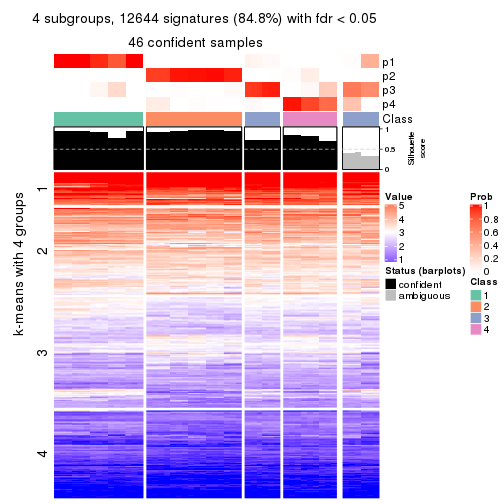 4 subgroups, 12644 signatures (84.8%) with fdr < 0.05
46 confident samples
p1
p2
p3
p4
Class
1
0.5
0
Silhouette
score
k-means with 4 groups
1
2
3
4
Value
5
4
3
2
1
Status (barplots)
confident
ambiguous
Prob
1
0.8
0.6
0.4
0.2
0
Class
1
2
3
4